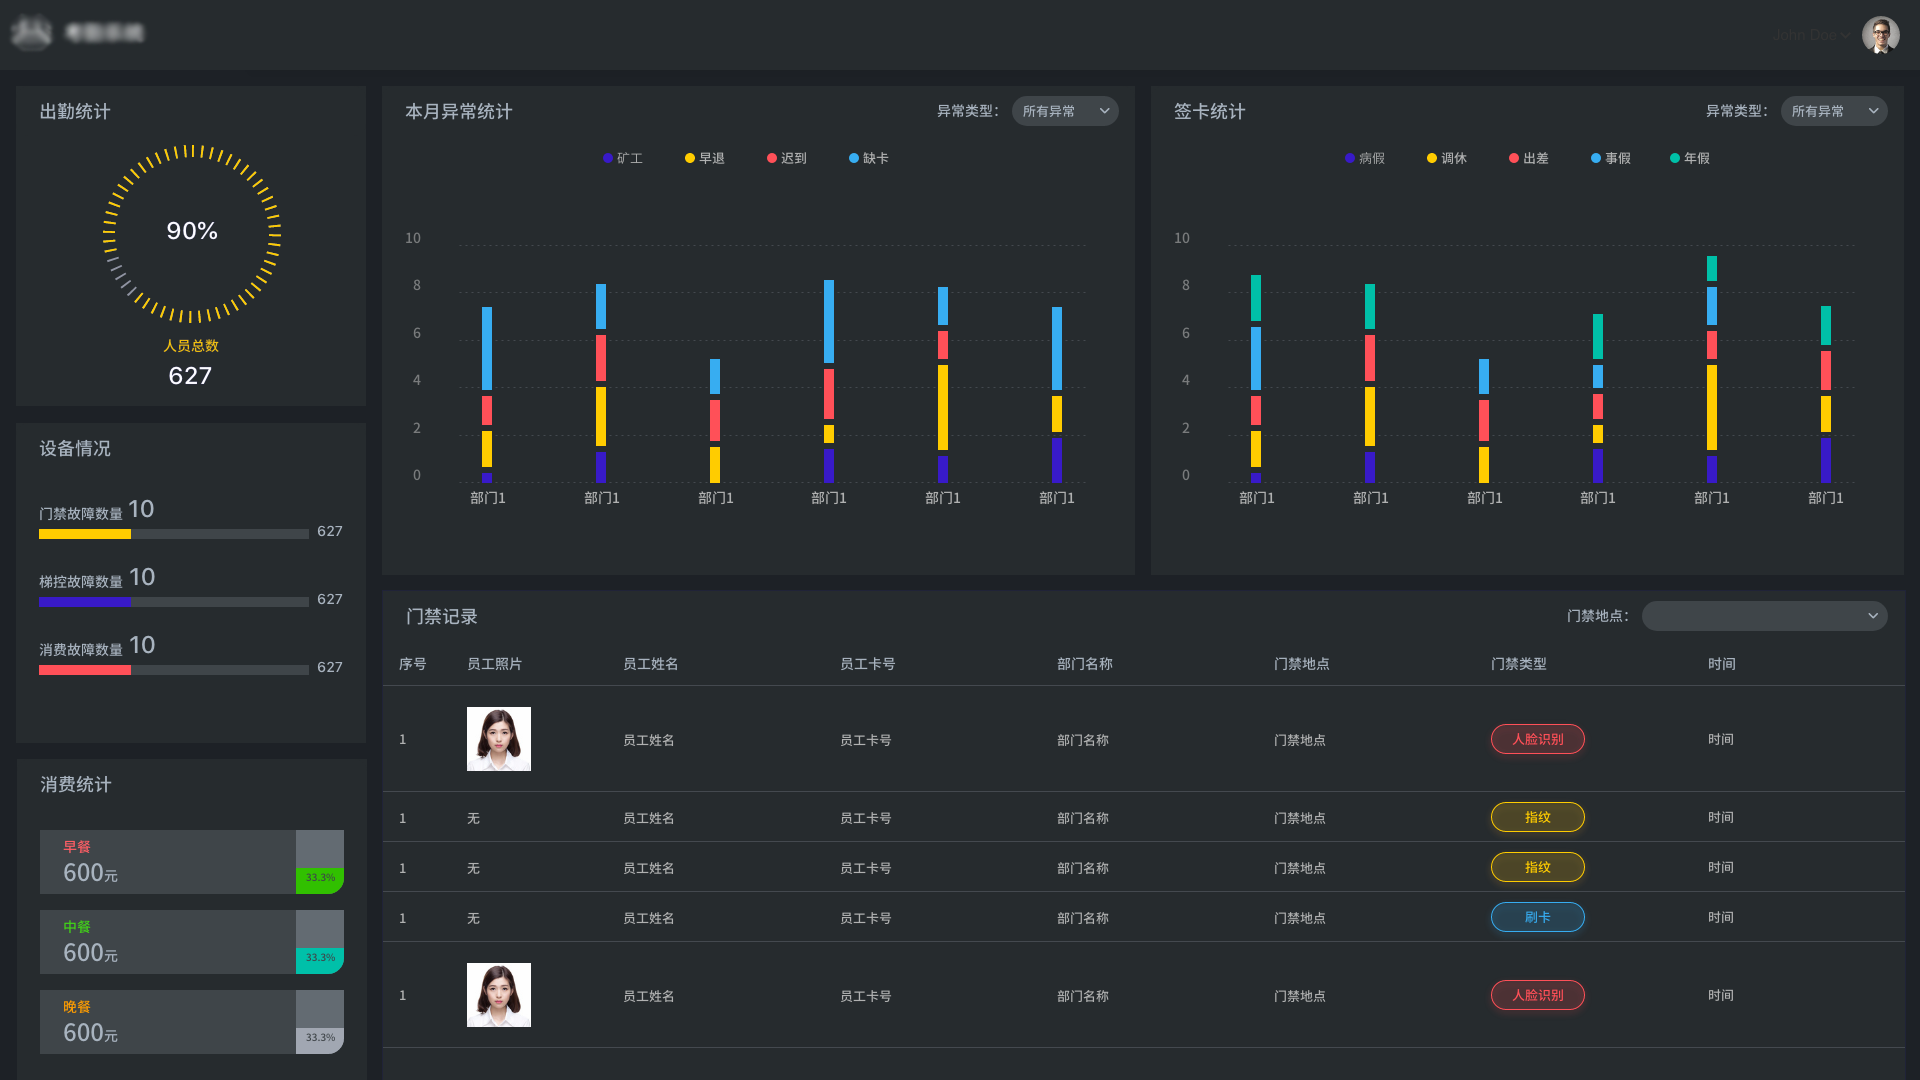 John Doe
出勤统计
90%
人员总数
627
设备情况
门禁故障数量 10
627
梯控故障数量 10
627
消费故障数量 10
627
消费统计
早餐
600元
33.3%
中餐
600元
33.3%
晚餐
600元
33.3%
本月异常统计
异常类型: 所有异常
矿工 早退 迟到 缺卡
10
8
6
4
2
0
部门1 部门1 部门1 部门1 部门1 部门1
签卡统计
异常类型: 所有异常
病假 调休 出差 事假 年假
10
8
6
4
2
0
部门1 部门1 部门1 部门1 部门1 部门1
门禁记录
门禁地点:
序号 员工照片 员工姓名 员工卡号 部门名称 门禁地点 门禁类型 时间
1 员工姓名 员工卡号 部门名称 门禁地点 人脸识别 时间
1 无 员工姓名 员工卡号 部门名称 门禁地点 指纹 时间
1 无 员工姓名 员工卡号 部门名称 门禁地点 指纹 时间
1 无 员工姓名 员工卡号 部门名称 门禁地点 刷卡 时间
1 员工姓名 员工卡号 部门名称 门禁地点 人脸识别 时间